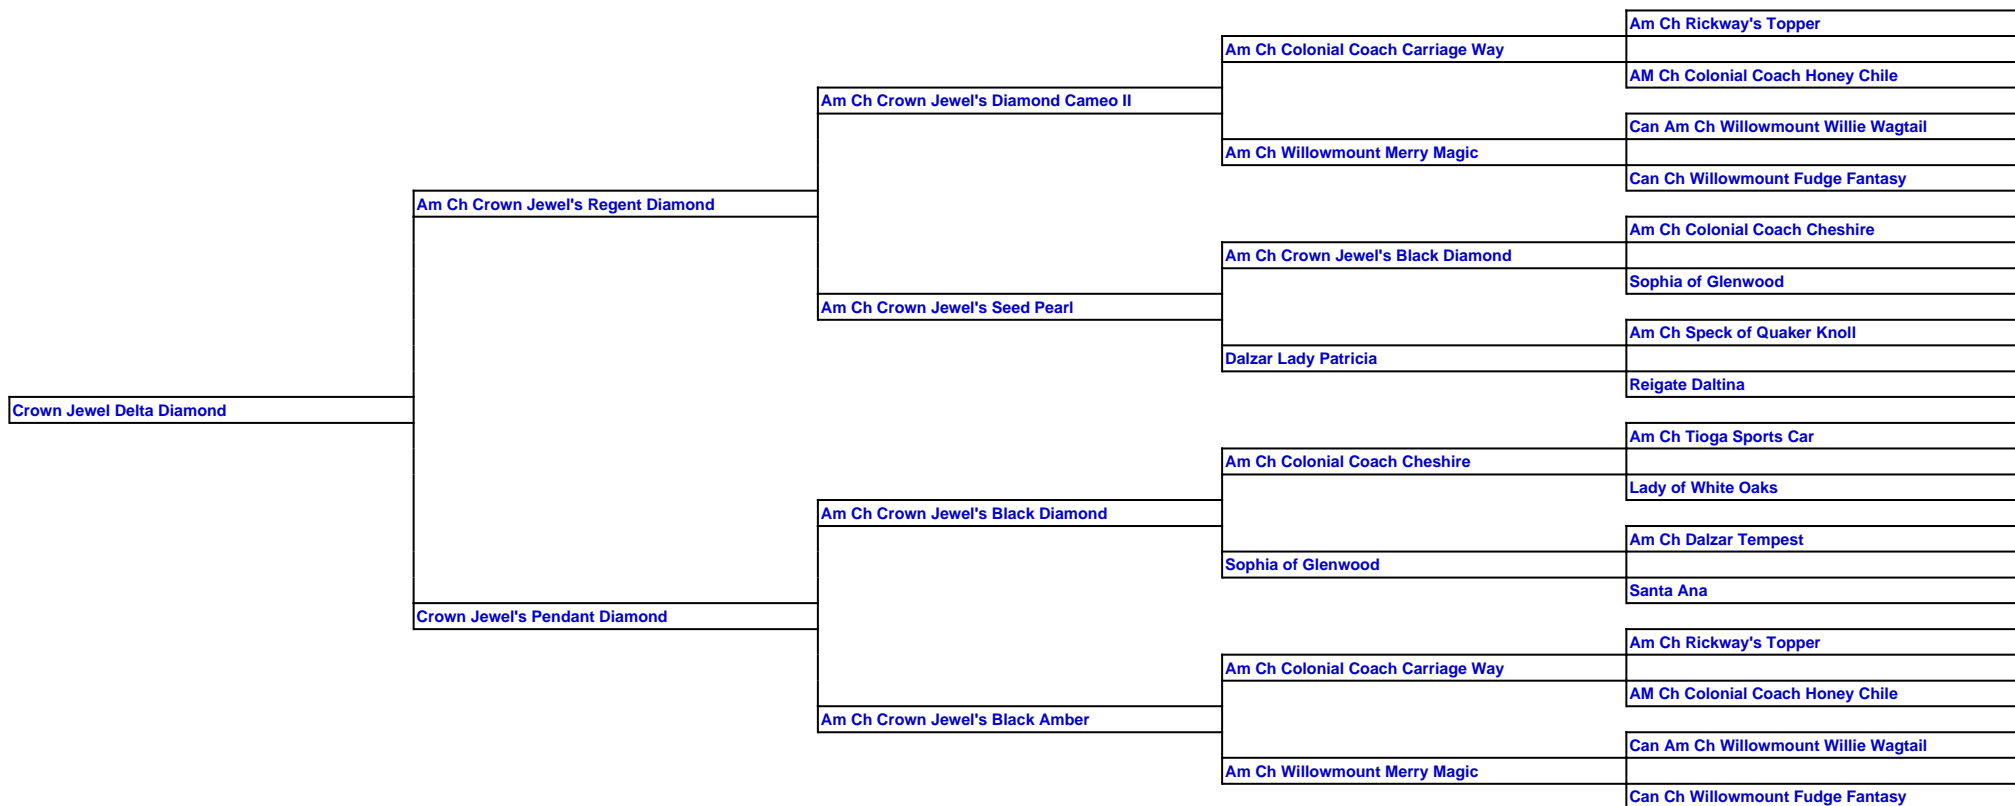 Am Ch Rickway's Topper
Am Ch Colonial Coach Carriage Way
AM Ch Colonial Coach Honey Chile
Am Ch Crown Jewel's Diamond Cameo II
Can Am Ch Willowmount Willie Wagtail
Am Ch Willowmount Merry Magic
Can Ch Willowmount Fudge Fantasy
Am Ch Crown Jewel's Regent Diamond
Am Ch Colonial Coach Cheshire
Am Ch Crown Jewel's Black Diamond
Sophia of Glenwood
Am Ch Crown Jewel's Seed Pearl
Am Ch Speck of Quaker Knoll
Dalzar Lady Patricia
Reigate Daltina
Crown Jewel Delta Diamond
Am Ch Tioga Sports Car
Am Ch Colonial Coach Cheshire
Lady of White Oaks
Am Ch Crown Jewel's Black Diamond
Am Ch Dalzar Tempest
Sophia of Glenwood
Santa Ana
Crown Jewel's Pendant Diamond
Am Ch Rickway's Topper
Am Ch Colonial Coach Carriage Way
AM Ch Colonial Coach Honey Chile
Am Ch Crown Jewel's Black Amber
Can Am Ch Willowmount Willie Wagtail
Am Ch Willowmount Merry Magic
Can Ch Willowmount Fudge Fantasy